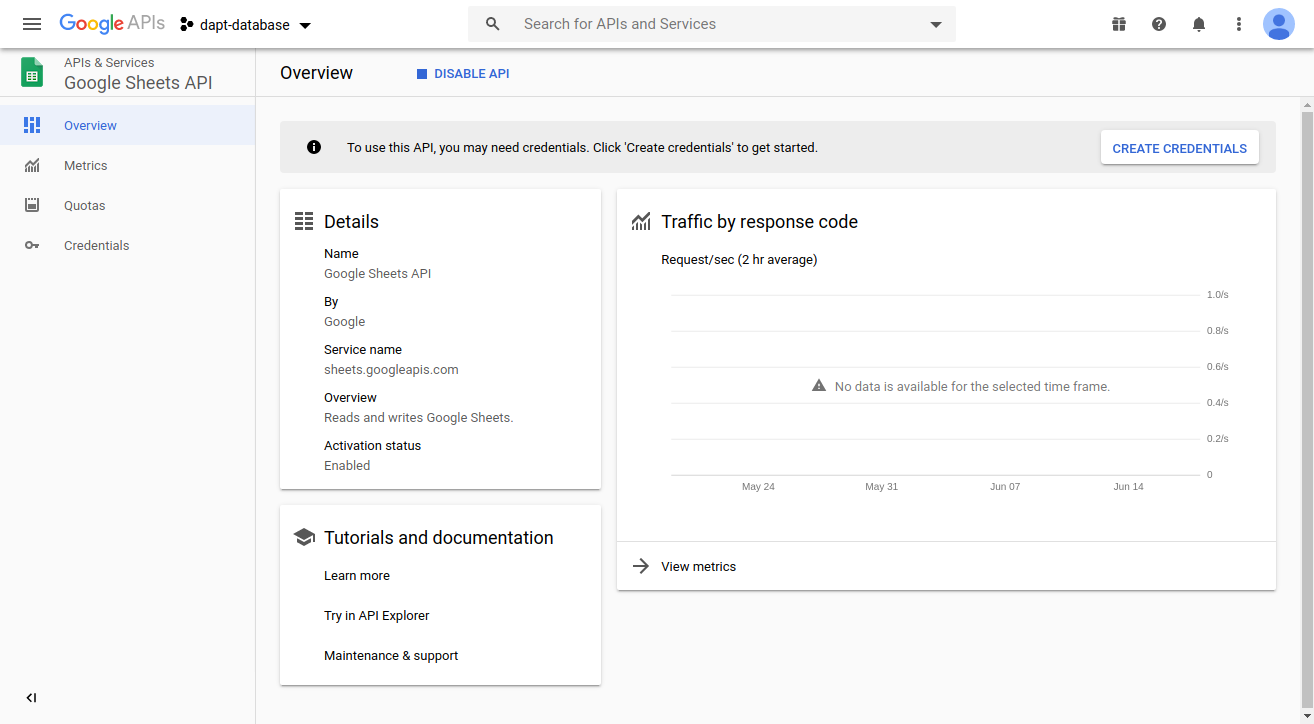 Google APIs
dapt-database
Search for APIs and Services
APIs & Services
Google Sheets API
Overview
Metrics
Quotas
Credentials
Overview
DISABLE API
To use this API, you may need credentials. Click 'Create credentials' to get started.
CREATE CREDENTIALS
Details
Name
Google Sheets API
By
Google
Service name
sheets.googleapis.com
Overview
Reads and writes Google Sheets.
Activation status
Enabled
Tutorials and documentation
Learn more
Try in API Explorer
Maintenance & support
Traffic by response code
Request/sec (2 hr average)
1.0/s
0.8/s
0.6/s
No data is available for the selected time frame.
0.4/s
0.2/s
0
May 24 May 31 Jun 07 Jun 14
View metrics